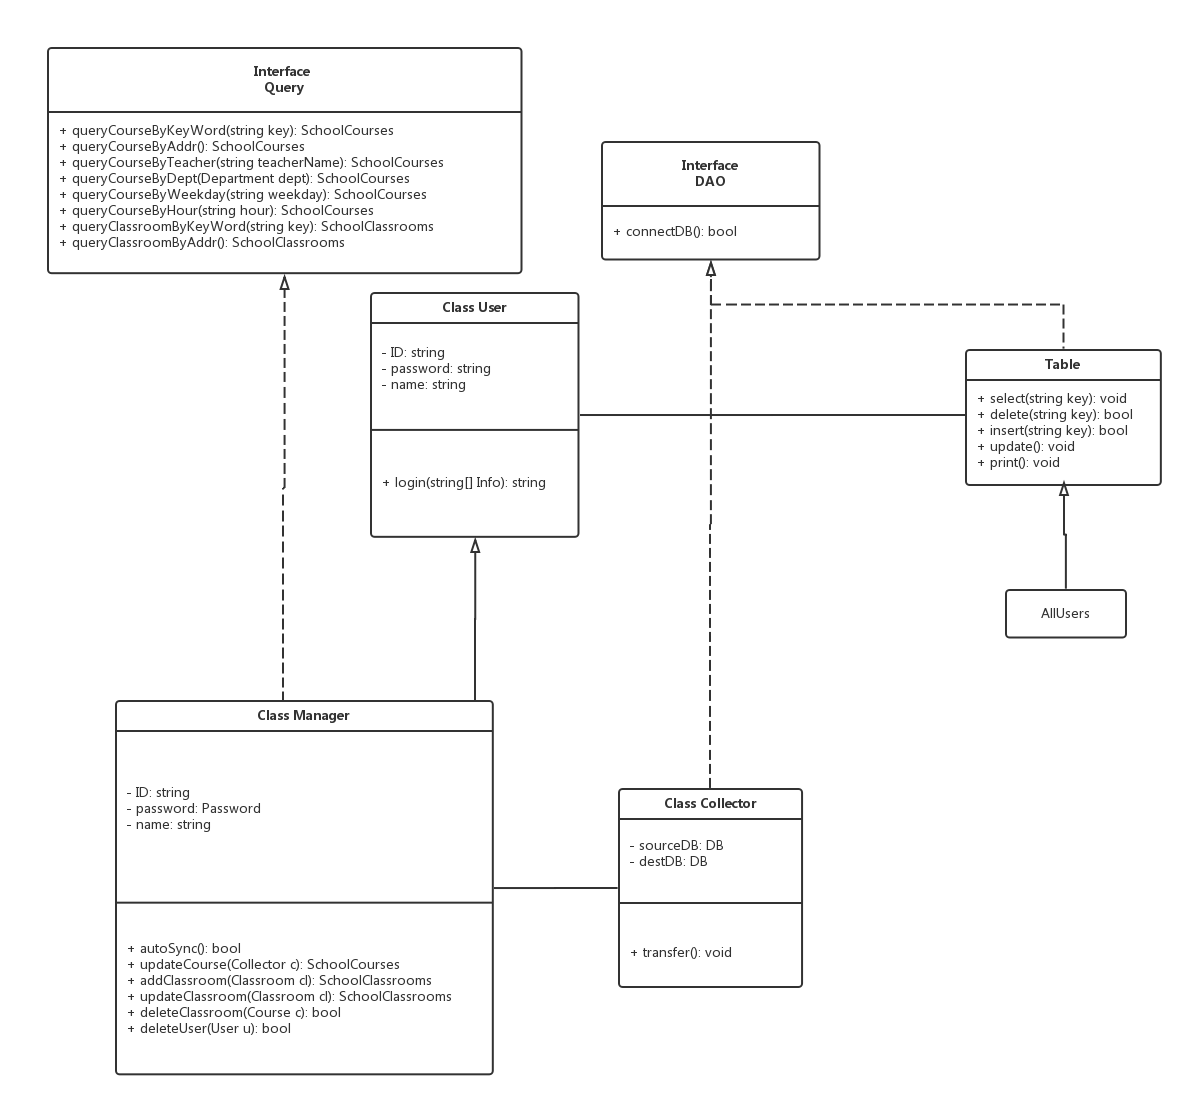 Interface
Query
+ queryCourseByKeyWord(string key): SchoolCourses
+ queryCourseByAddr(): SchoolCourses
+ queryCourseByTeacher(string teacherName): SchoolCourses
+ queryCourseByDept(Department dept): SchoolCourses
+ queryCourseByWeekday(string weekday): SchoolCourses
+ queryCourseByHour(string hour): SchoolCourses
+ queryClassroomByKeyWord(string key): SchoolClassrooms
+ queryClassroomByAddr(): SchoolClassrooms
Interface
DAO
+ connectDB(): bool
Class User
- ID: string
- password: string
- name: string
+ login(string[] Info): string
Table
+ select(string key): void
+ delete(string key): bool
+ insert(string key): bool
+ update(): void
+ print(): void
AllUsers
Class Manager
- ID: string
- password: Password
- name: string
+ autoSync(): bool
+ updateCourse(Collector c): SchoolCourses
+ addClassroom(Classroom cl): SchoolClassrooms
+ updateClassroom(Classroom cl): SchoolClassrooms
+ deleteClassroom(Course c): bool
+ deleteUser(User u): bool
Class Collector
- sourceDB: DB
- destDB: DB
+ transfer(): void